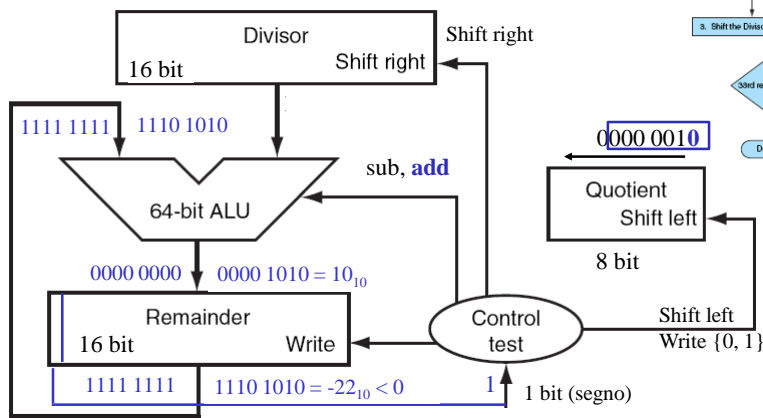 3. Shift the Divisor
Divisor
Shift right
Shift right
16 bit
33rd re
1111 1111 1110 1010
0000 0010
sub, add
Quotient
Shift left
64-bit ALU
8 bit
0000 0000 0000 1010 = 10₁₀
Remainder
16 bit
Write
Control
test
Shift left
Write {0, 1}
1111 1111 1110 1010 = -22₁₀ < 0
1
1 bit (segno)